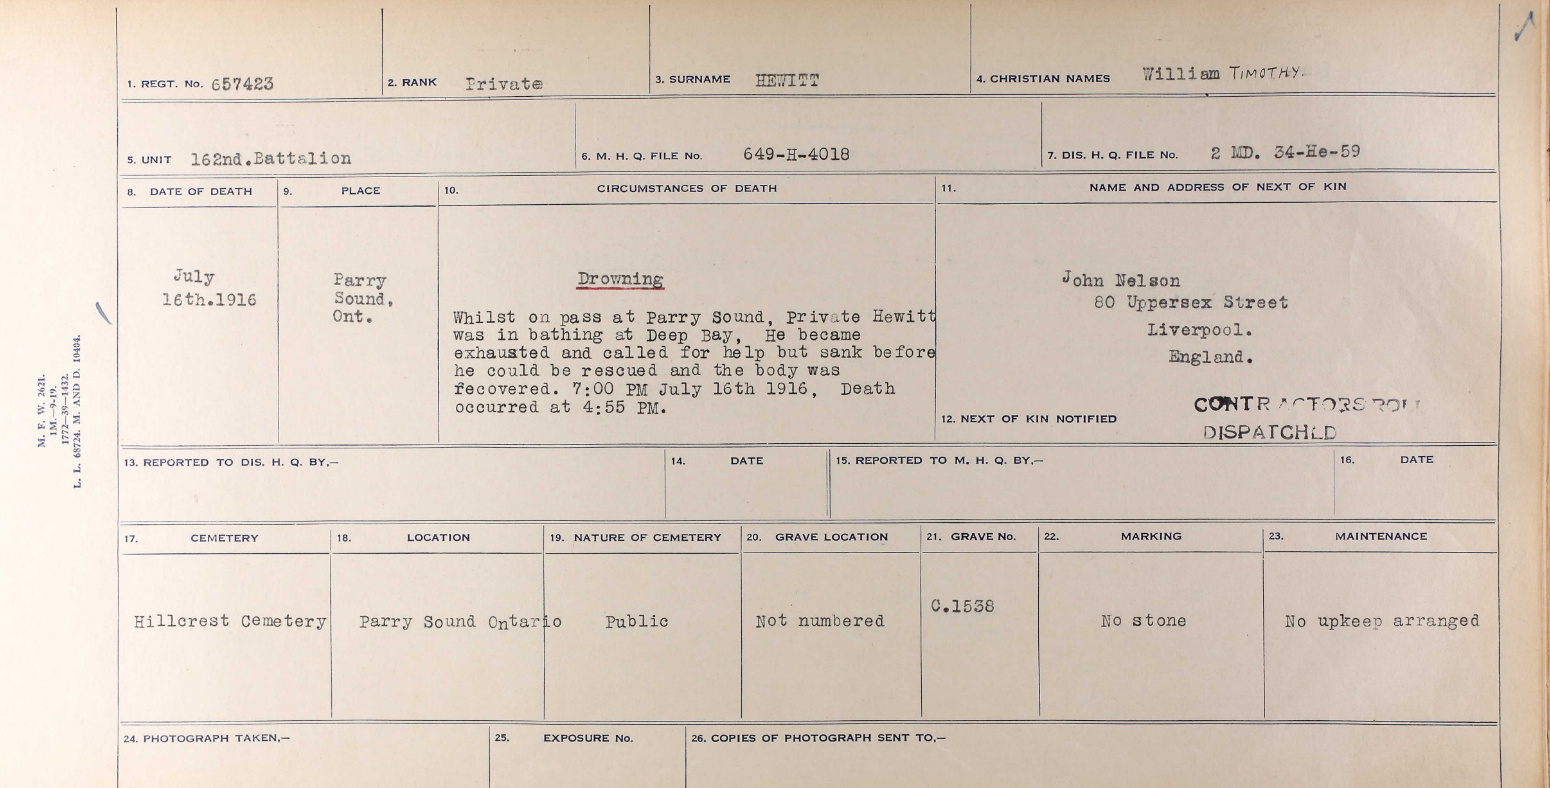 1. REGT. No. 657423 2. RANK Private 3. SURNAME HEWITT 4. CHRISTIAN NAMES William TIMOTHY.
5. UNIT 162nd.Battalion 6. M. H. Q. FILE No. 649-H-4018 7. DIS. H. Q. FILE No. 2 MD. 34-He-59
8. DATE OF DEATH 9. PLACE 10. CIRCUMSTANCES OF DEATH 11. NAME AND ADDRESS OF NEXT OF KIN
July
16th.1916
Parry
Sound,
Ont.
Drowning
Whilst on pass at Parry Sound, Private Hewitt
was in bathing at Deep Bay, He became
exhausted and called for help but sank before
he could be rescued and the body was
recovered. 7:00 PM July 16th 1916, Death
occurred at 4:55 PM.
John Nelson
80 Uppersex Street
Liverpool.
England.
12. NEXT OF KIN NOTIFIED
CONTRACTORS ROLL
DISPATCHED
13. REPORTED TO DIS. H. Q. BY,— 14. DATE 15. REPORTED TO M. H. Q. BY,— 16. DATE
17. CEMETERY 18. LOCATION 19. NATURE OF CEMETERY 20. GRAVE LOCATION 21. GRAVE No. 22. MARKING 23. MAINTENANCE
Hillcrest Cemetery Parry Sound Ontario Public Not numbered C.1538 No stone No upkeep arranged
24. PHOTOGRAPH TAKEN,— 25. EXPOSURE No. 26. COPIES OF PHOTOGRAPH SENT TO,—
M. F. W. 2621.
1M.—9-19.
1772—39—1432.
L. L. 68724. M. AND D. 10404.